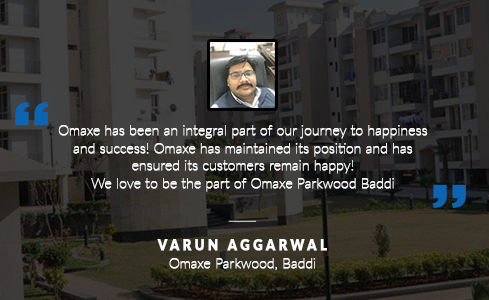 “
Omaxe has been an integral part of our journey to happiness
and success! Omaxe has maintained its position and has
ensured its customers remain happy!
We love to be the part of Omaxe Parkwood Baddi
”
VARUN AGGARWAL
Omaxe Parkwood, Baddi